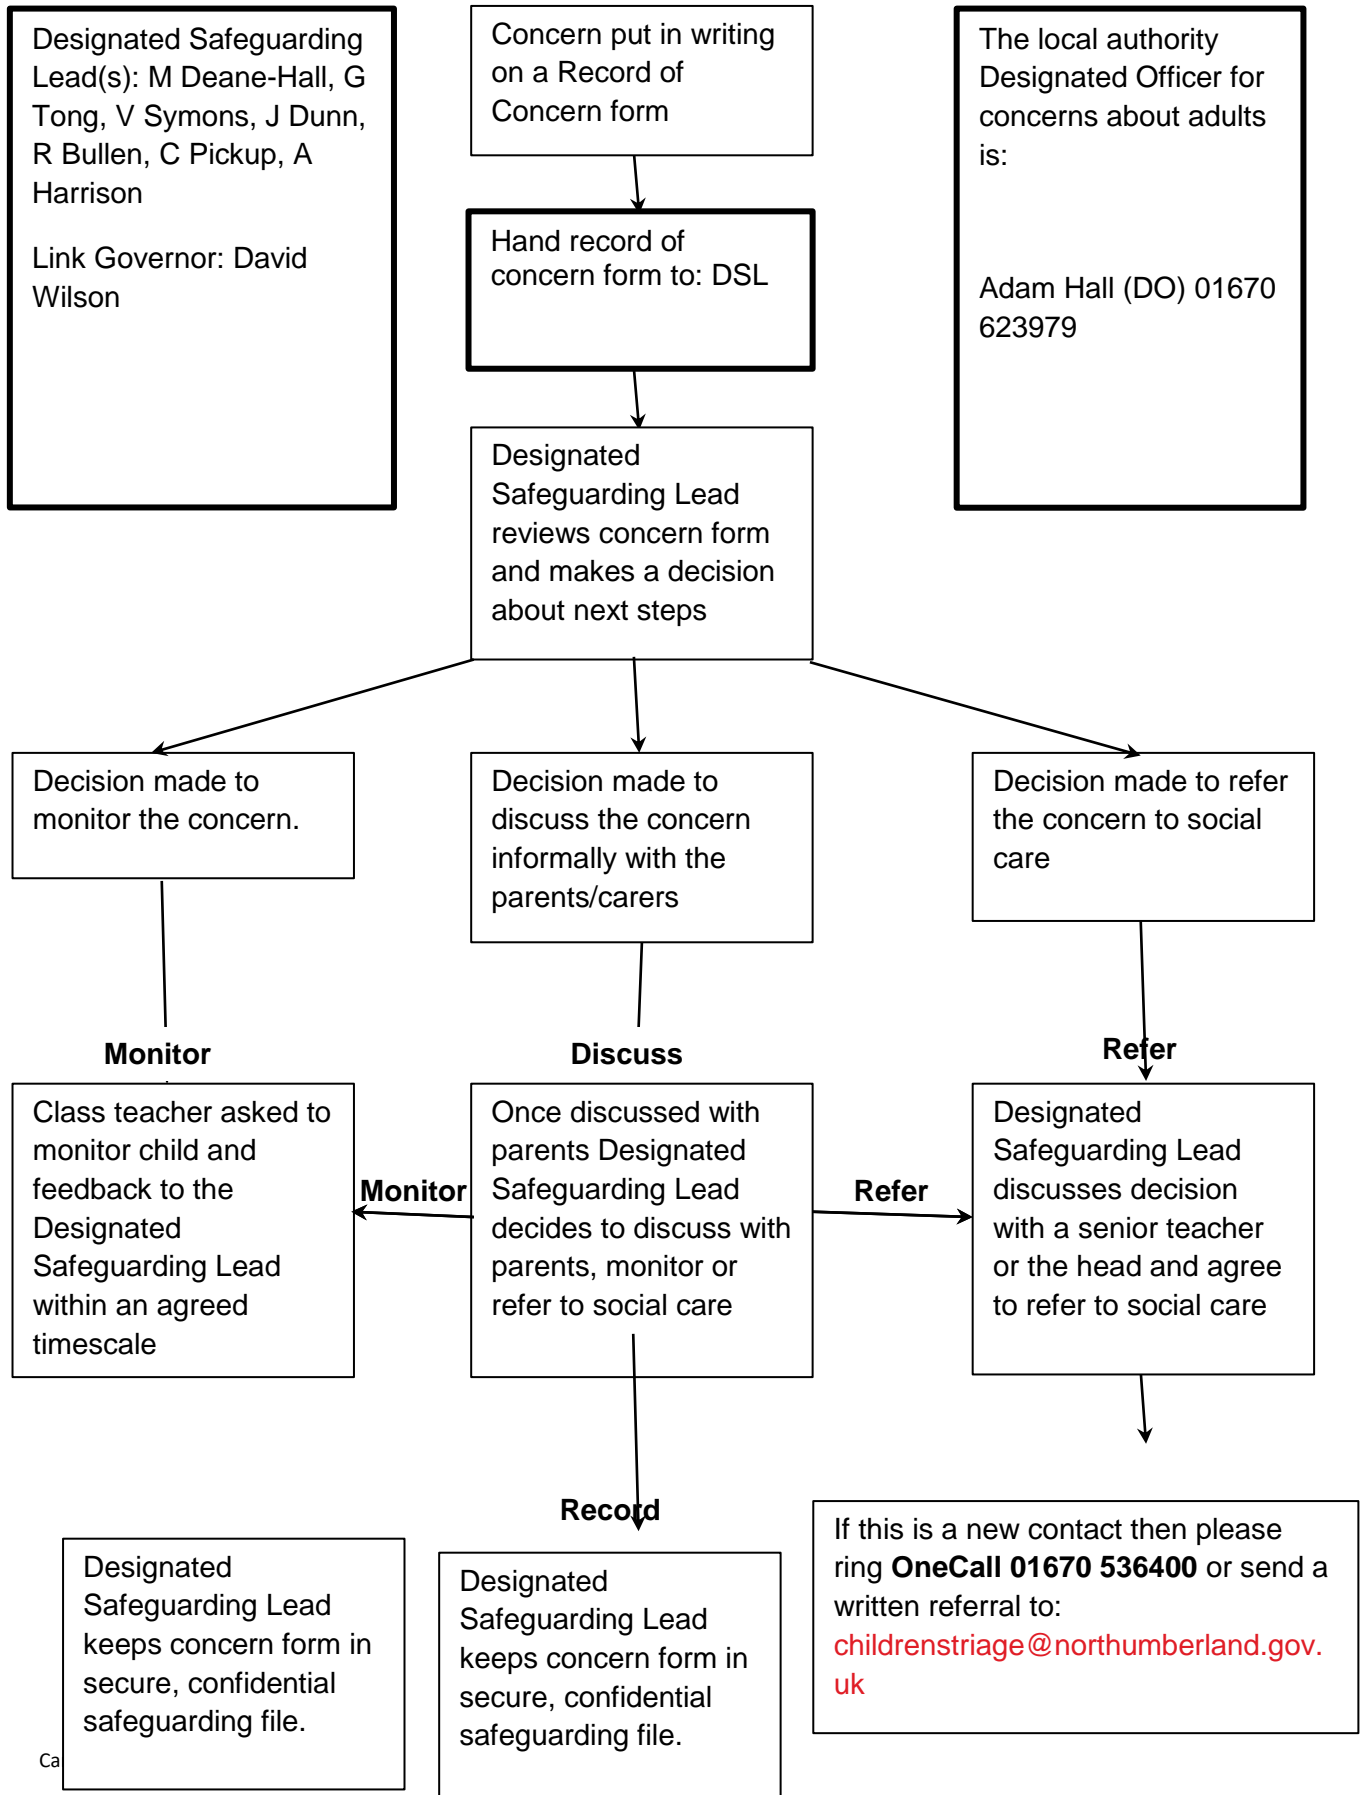 Designated Safeguarding
Lead(s): M Deane-Hall, G
Tong, V Symons, J Dunn,
R Bullen, C Pickup, A
Harrison
Link Governor: David
Wilson
Concern put in writing
on a Record of
Concern form
The local authority
Designated Officer for
concerns about adults
is:
Adam Hall (DO) 01670
623979
Hand record of
concern form to: DSL
Designated
Safeguarding Lead
reviews concern form
and makes a decision
about next steps
Decision made to
monitor the concern.
Decision made to
discuss the concern
informally with the
parents/carers
Decision made to refer
the concern to social
care
Monitor
Discuss
Refer
Class teacher asked to
monitor child and
feedback to the
Designated
Safeguarding Lead
within an agreed
timescale
Monitor
Once discussed with
parents Designated
Safeguarding Lead
decides to discuss with
parents, monitor or
refer to social care
Refer
Designated
Safeguarding Lead
discusses decision
with a senior teacher
or the head and agree
to refer to social care
Record
Designated
Safeguarding Lead
keeps concern form in
secure, confidential
safeguarding file.
Designated
Safeguarding Lead
keeps concern form in
secure, confidential
safeguarding file.
If this is a new contact then please
ring OneCall 01670 536400 or send a
written referral to:
childrenstriage@northumberland.gov.
uk
Ca